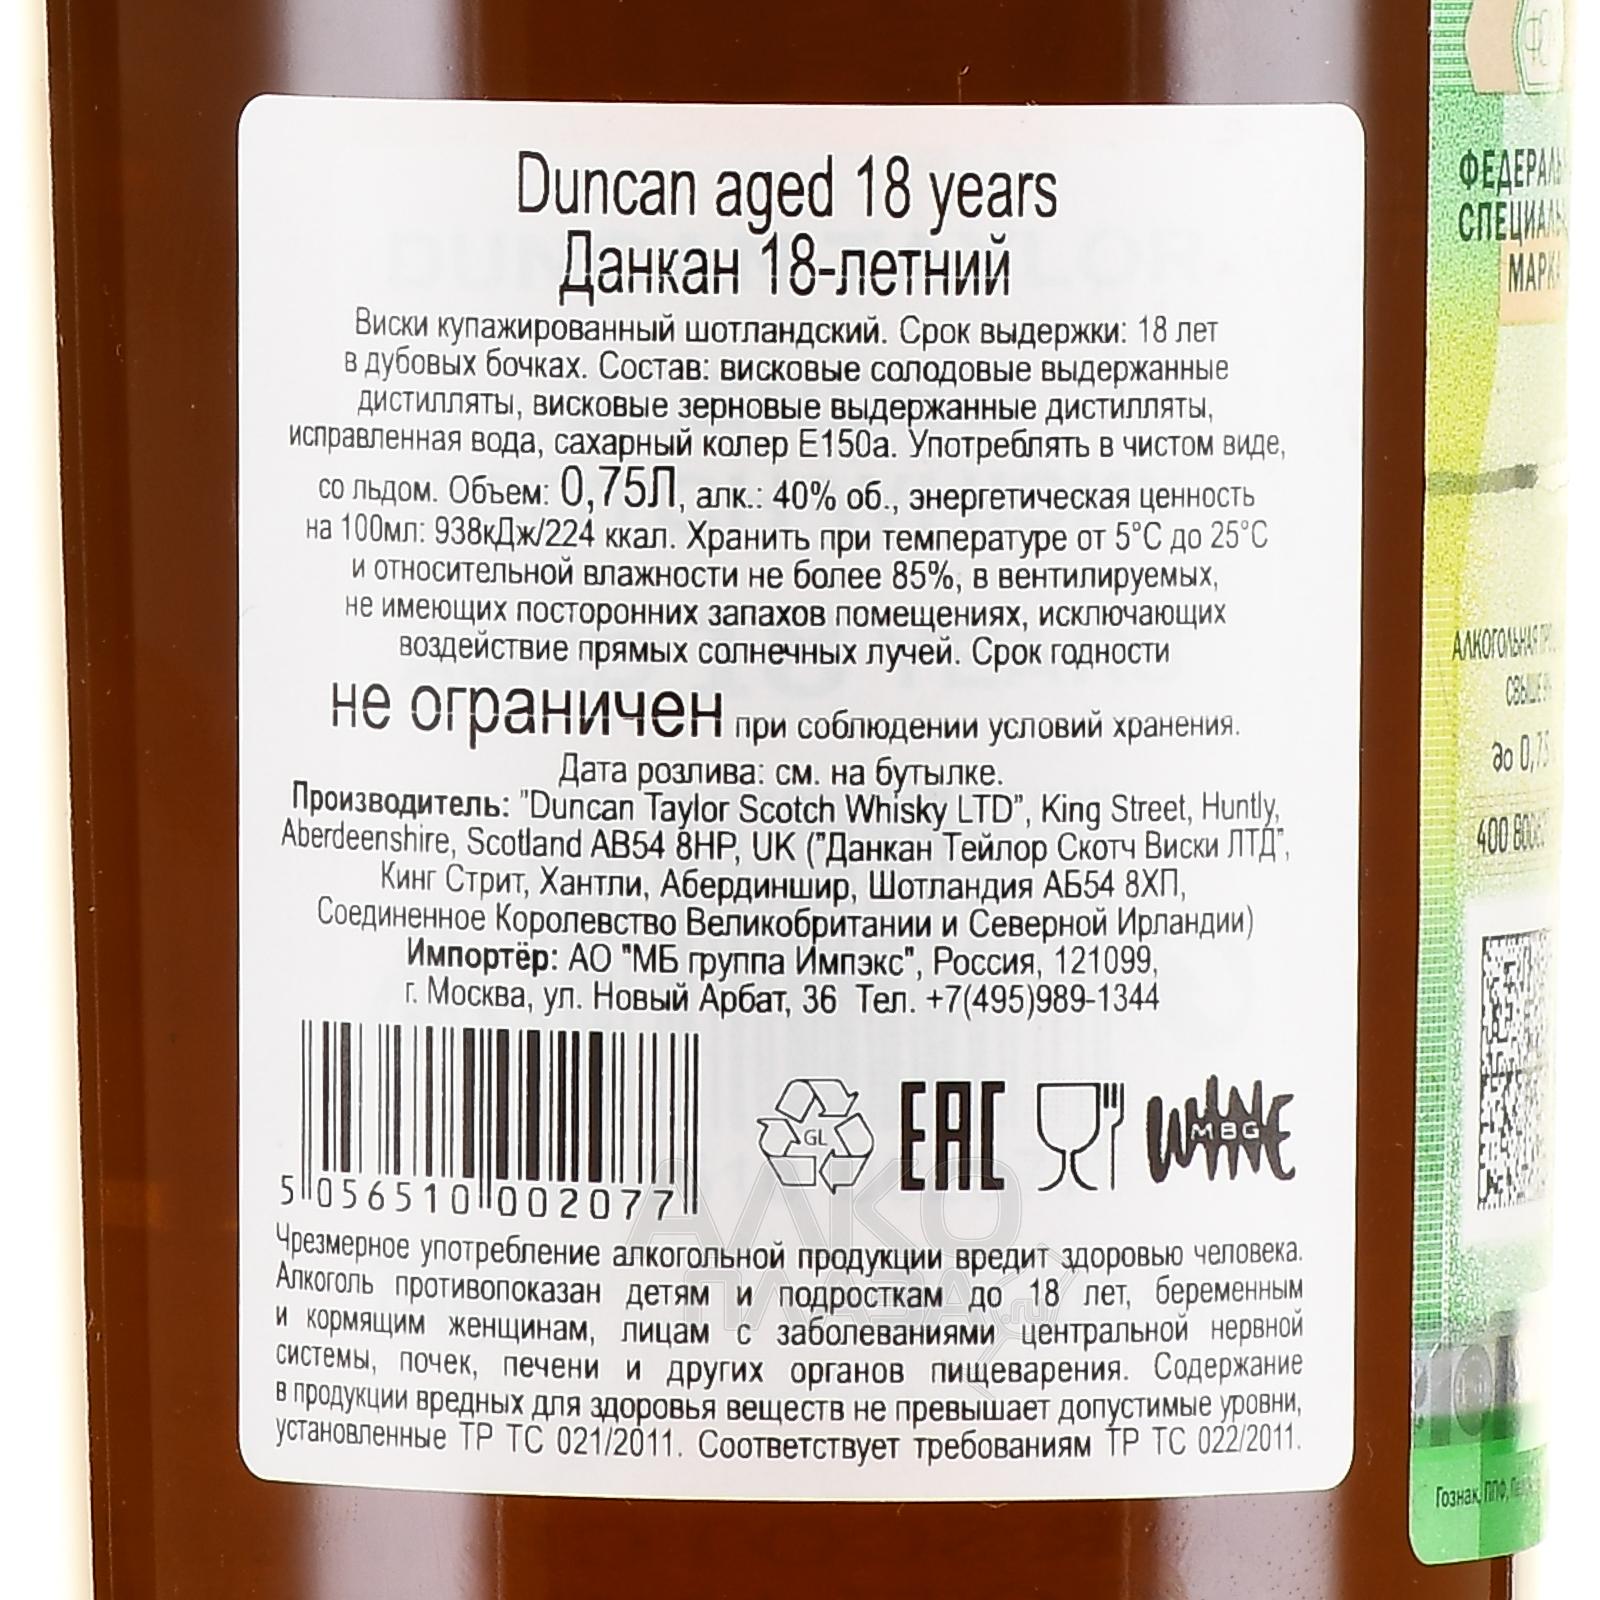 Duncan aged 18 years
Данкан 18-летний
Виски купажированный шотландский. Срок выдержки: 18 лет
в дубовых бочках. Состав: висковые солодовые выдержанные
дистилляты, висковые зерновые выдержанные дистилляты,
исправленная вода, сахарный колер Е150а. Употреблять в чистом виде,
со льдом. Объем: 0,75Л, алк.: 40% об., энергетическая ценность
на 100мл: 938кДж/224 ккал. Хранить при температуре от 5°С до 25°С
и относительной влажности не более 85%, в вентилируемых,
не имеющих посторонних запахов помещениях, исключающих
воздействие прямых солнечных лучей. Срок годности
не ограничен при соблюдении условий хранения.
Дата розлива: см. на бутылке.
Производитель: "Duncan Taylor Scotch Whisky LTD", King Street, Huntly,
Aberdeenshire, Scotland AB54 8HP, UK ("Данкан Тейлор Скотч Виски ЛТД",
Кинг Стрит, Хантли, Абердиншир, Шотландия АБ54 8ХП,
Соединенное Королевство Великобритании и Северной Ирландии)
Импортёр: АО "МБ группа Импэкс", Россия, 121099,
г. Москва, ул. Новый Арбат, 36 Тел. +7(495)989-1344
GL
EAC
WINE
MBG
5 056510 002077
Чрезмерное употребление алкогольной продукции вредит здоровью человека.
Алкоголь противопоказан детям и подросткам до 18 лет, беременным
и кормящим женщинам, лицам с заболеваниями центральной нервной
системы, почек, печени и других органов пищеварения. Содержание
в продукции вредных для здоровья веществ не превышает допустимые уровни,
установленные ТР ТС 021/2011. Соответствует требованиям ТР ТС 022/2011.
АЛКО
ПЛАЗА.ru
МАРКА
АЛКОГОЛЬНАЯ
до 0,75
Гознак, ППФ,